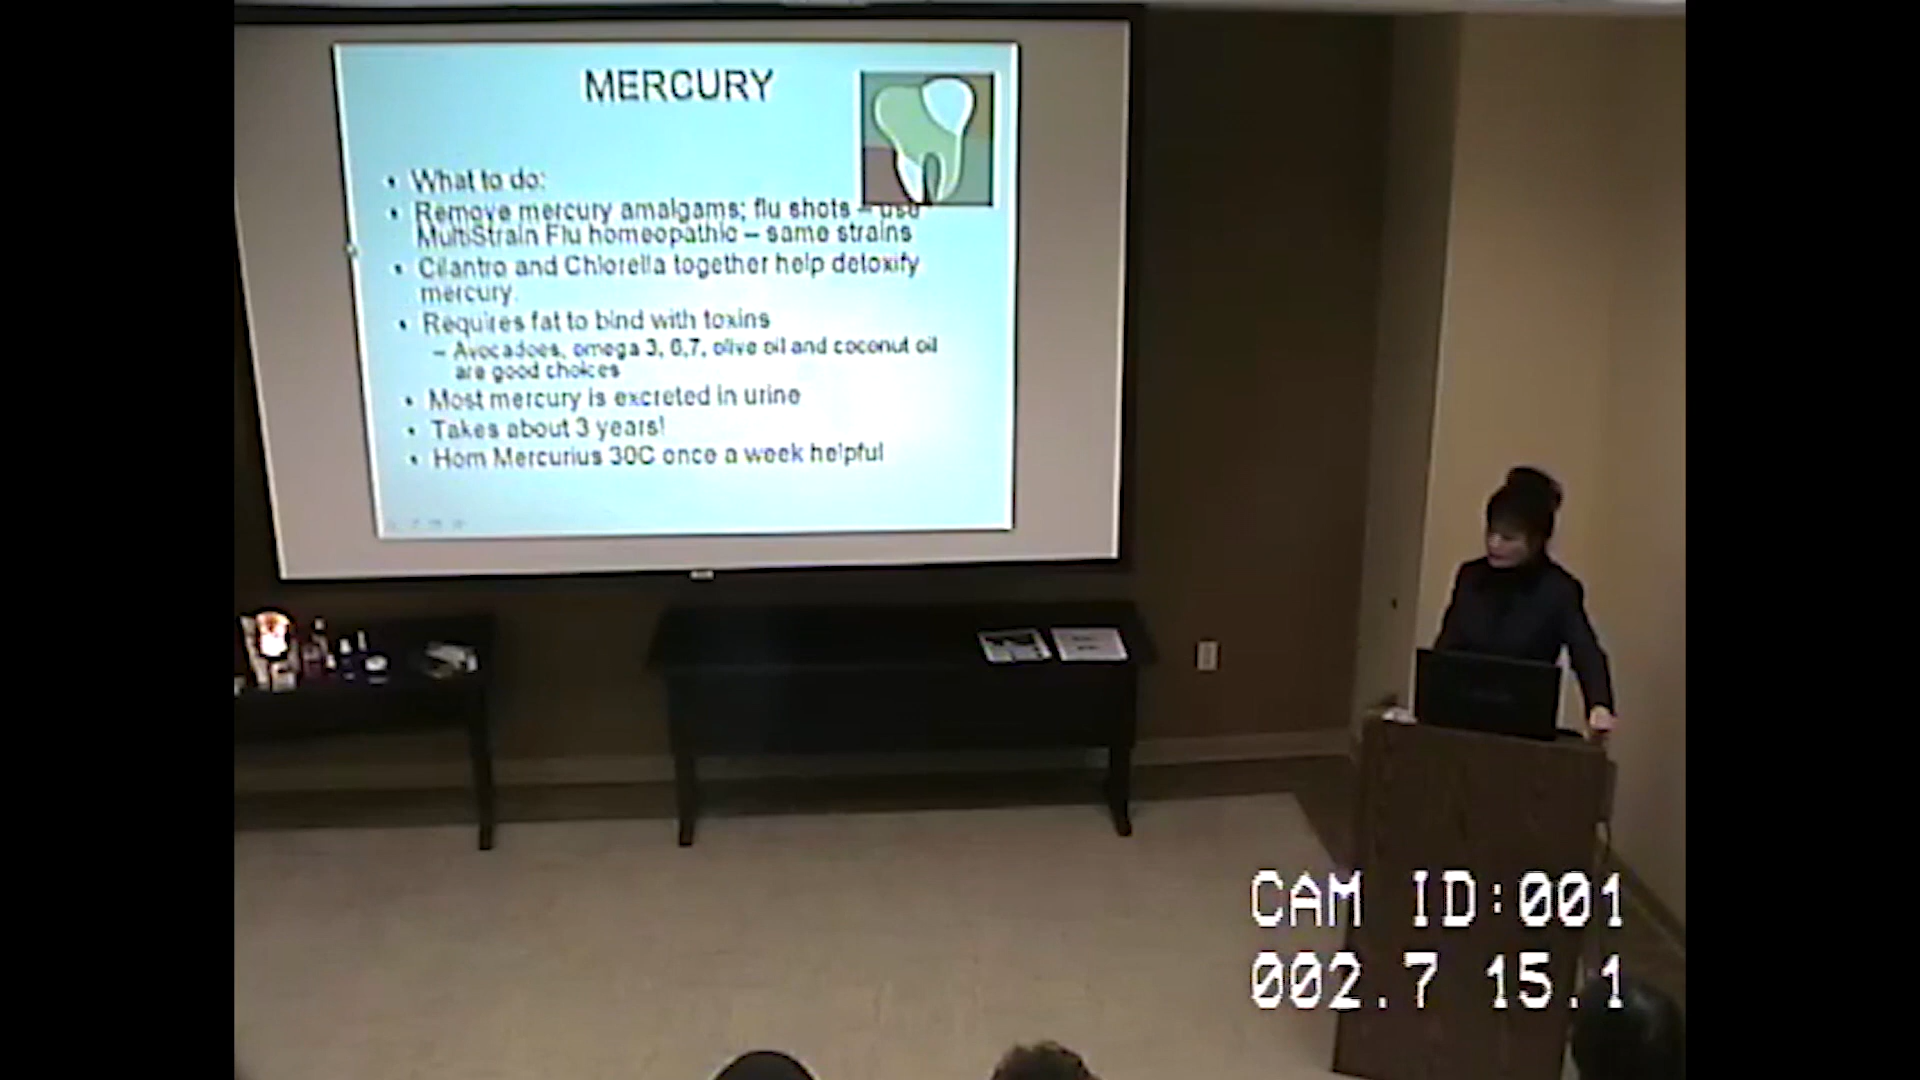 MERCURY
• What to do:
• Remove mercury amalgams; flu shots – use
MultiStrain Flu homeopathic – same strains
• Cilantro and Chlorella together help detoxify
mercury.
• Requires fat to bind with toxins
– Avocadoes, omega 3, 6,7, olive oil and coconut oil
are good choices
• Most mercury is excreted in urine
• Takes about 3 years!
• Hom Mercurius 30C once a week helpful
CAM ID:001
002.7 15.1